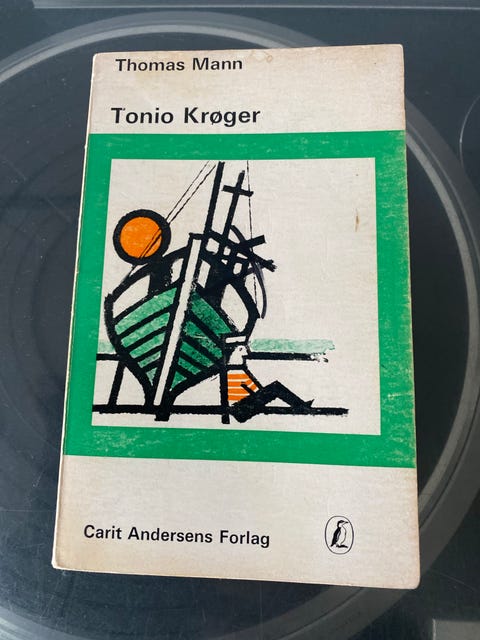 Thomas Mann
Tonio Krøger
Carit Andersens Forlag